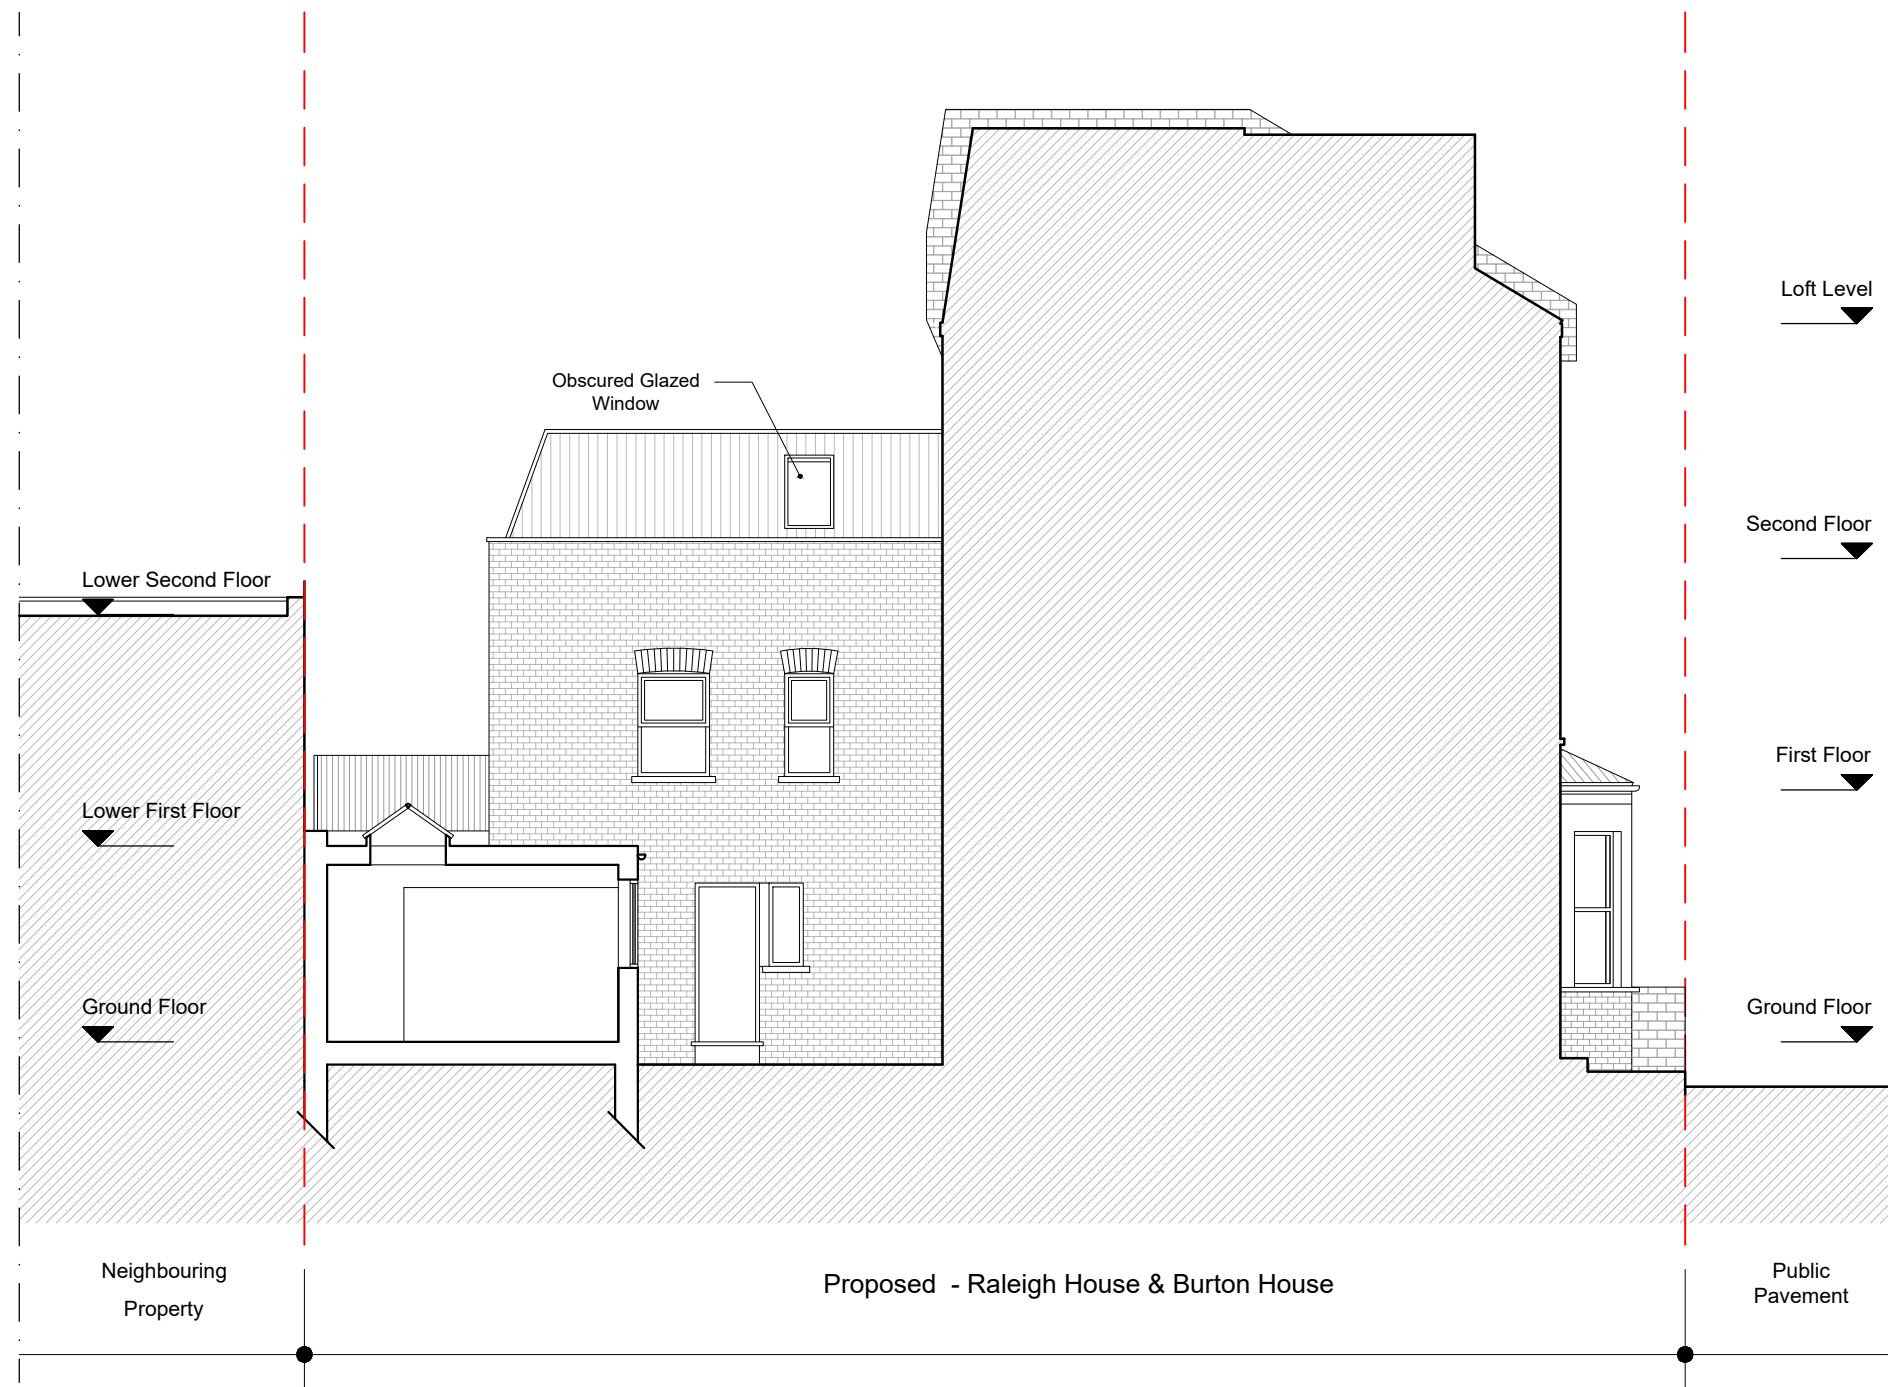 Loft Level
Obscured Glazed
Window
Second Floor
Lower Second Floor
First Floor
Lower First Floor
Ground Floor
Ground Floor
Neighbouring
Property
Proposed - Raleigh House & Burton House
Public
Pavement